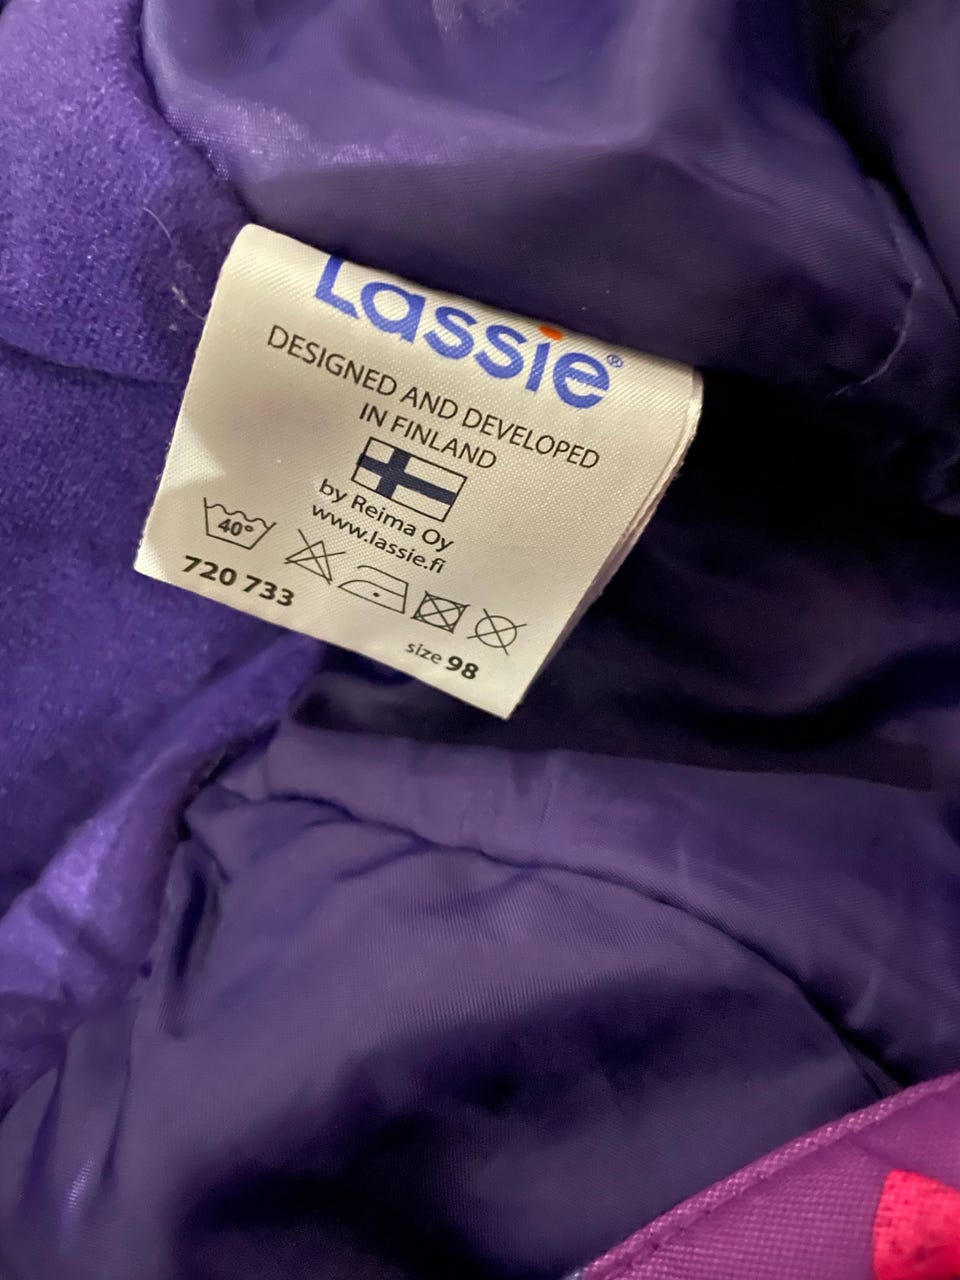 Lassie®
DESIGNED AND DEVELOPED
IN FINLAND
by Reima Oy
www.lassie.fi
40°
720 733
size 98